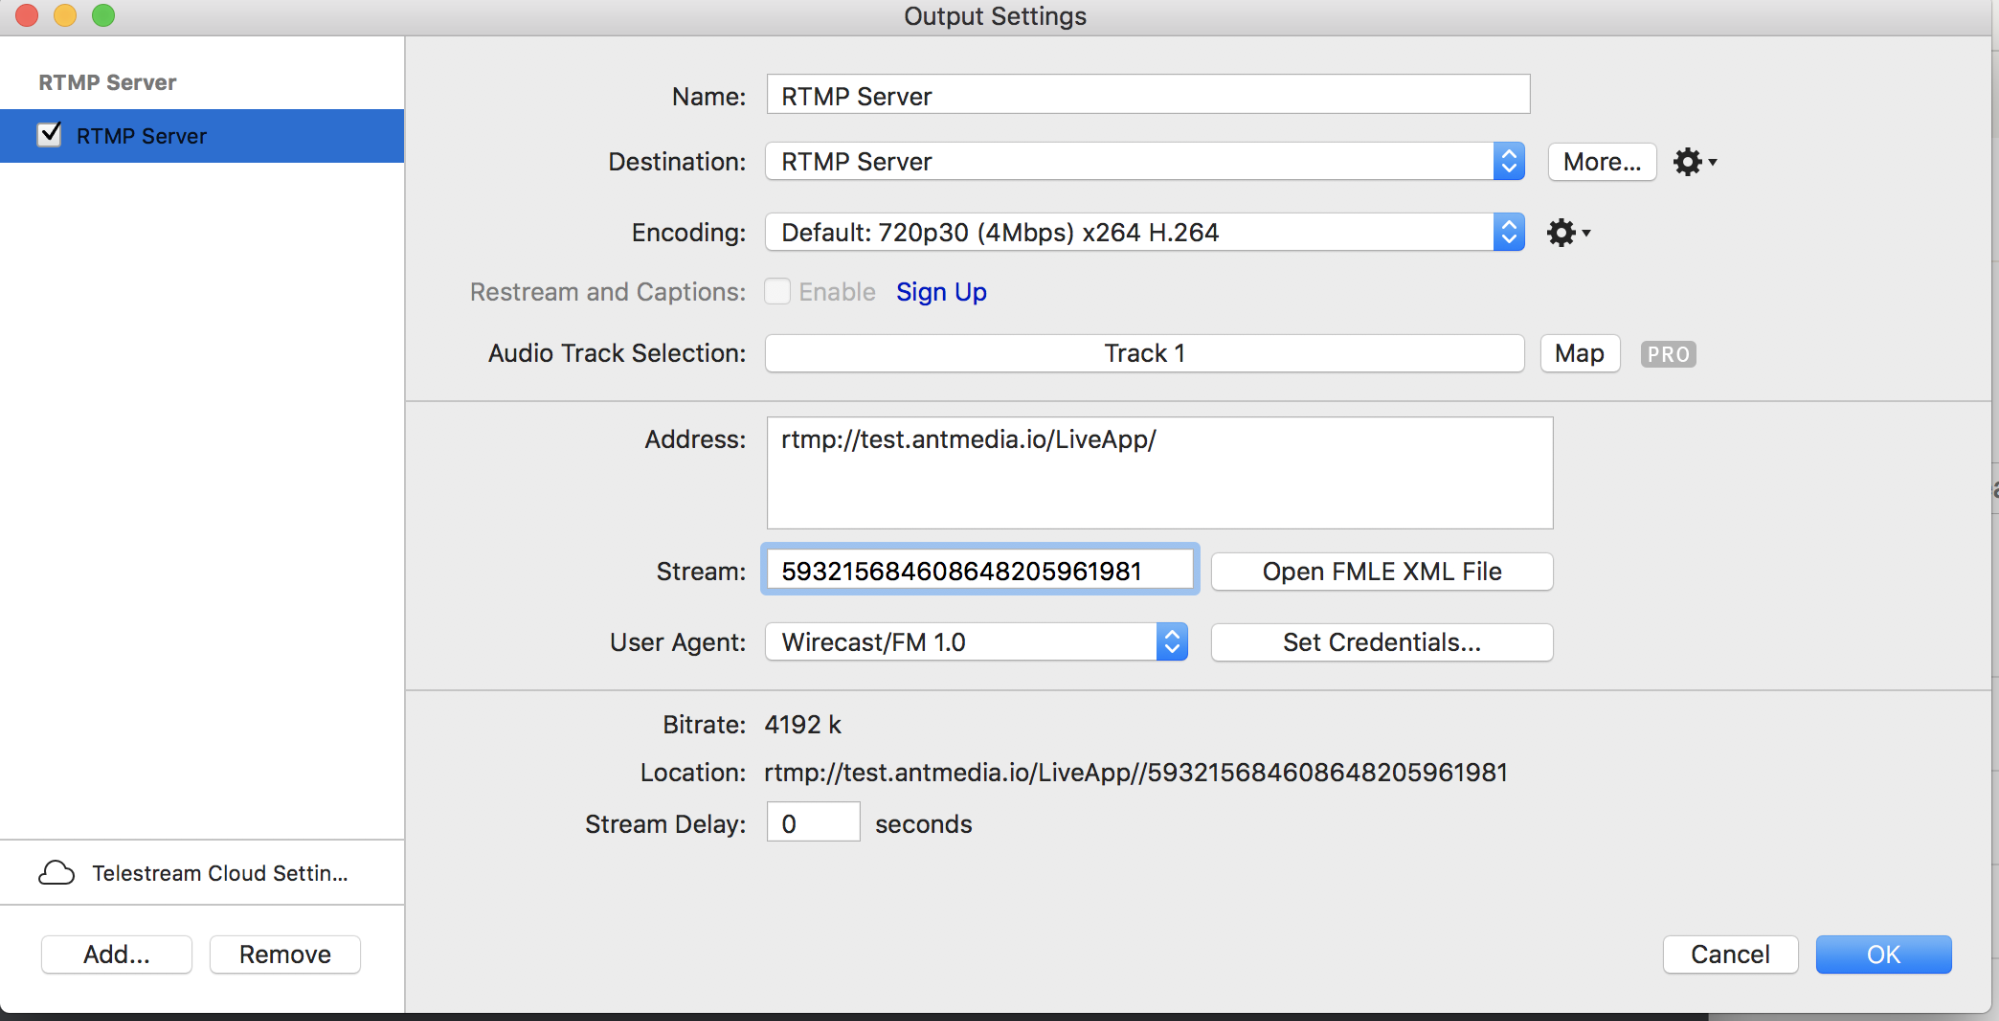 Output Settings
RTMP Server
RTMP Server
Name: RTMP Server
Destination: RTMP Server More...
Encoding: Default: 720p30 (4Mbps) x264 H.264
Restream and Captions: Enable Sign Up
Audio Track Selection: Track 1 Map PRO
Address: rtmp://test.antmedia.io/LiveApp/
Stream: 593215684608648205961981 Open FMLE XML File
User Agent: Wirecast/FM 1.0 Set Credentials...
Bitrate: 4192 k
Location: rtmp://test.antmedia.io/LiveApp//593215684608648205961981
Stream Delay: 0 seconds
Telestream Cloud Settin...
Add... Remove
Cancel OK